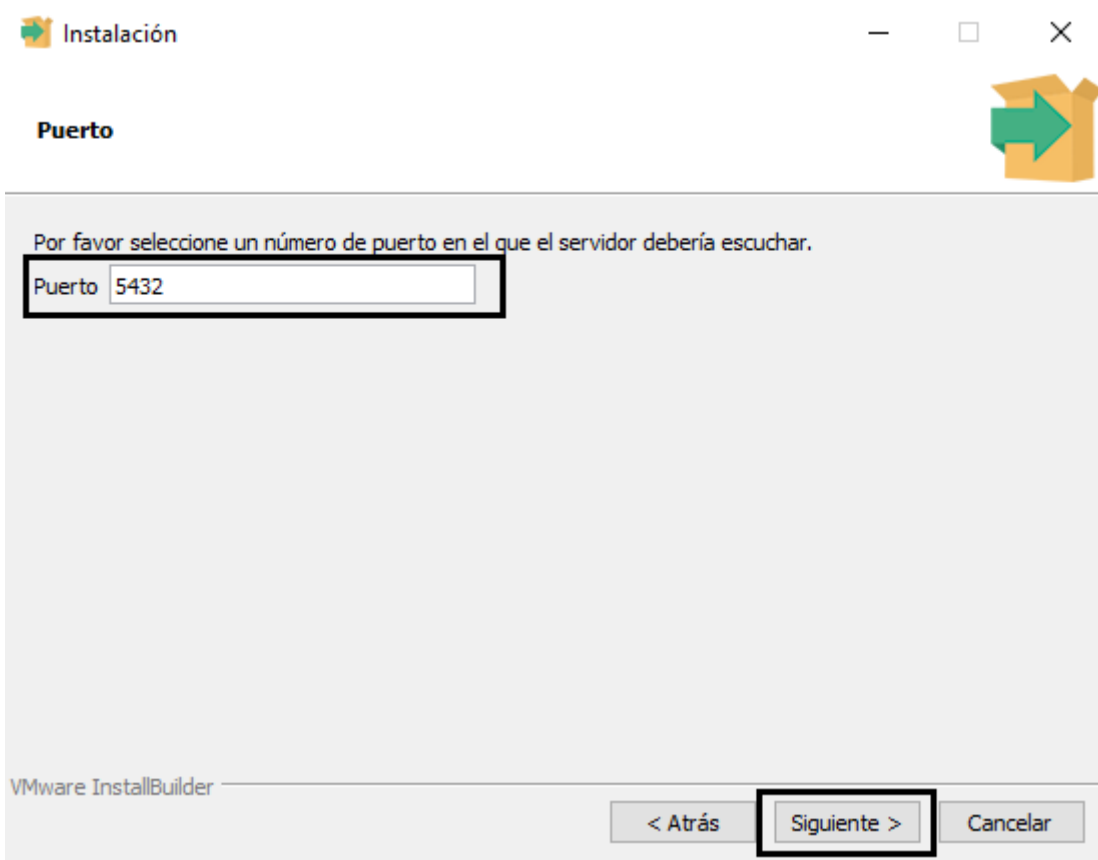 Instalación
Puerto
Por favor seleccione un número de puerto en el que el servidor debería escuchar.
Puerto 5432
VMware InstallBuilder
< Atrás Siguiente > Cancelar